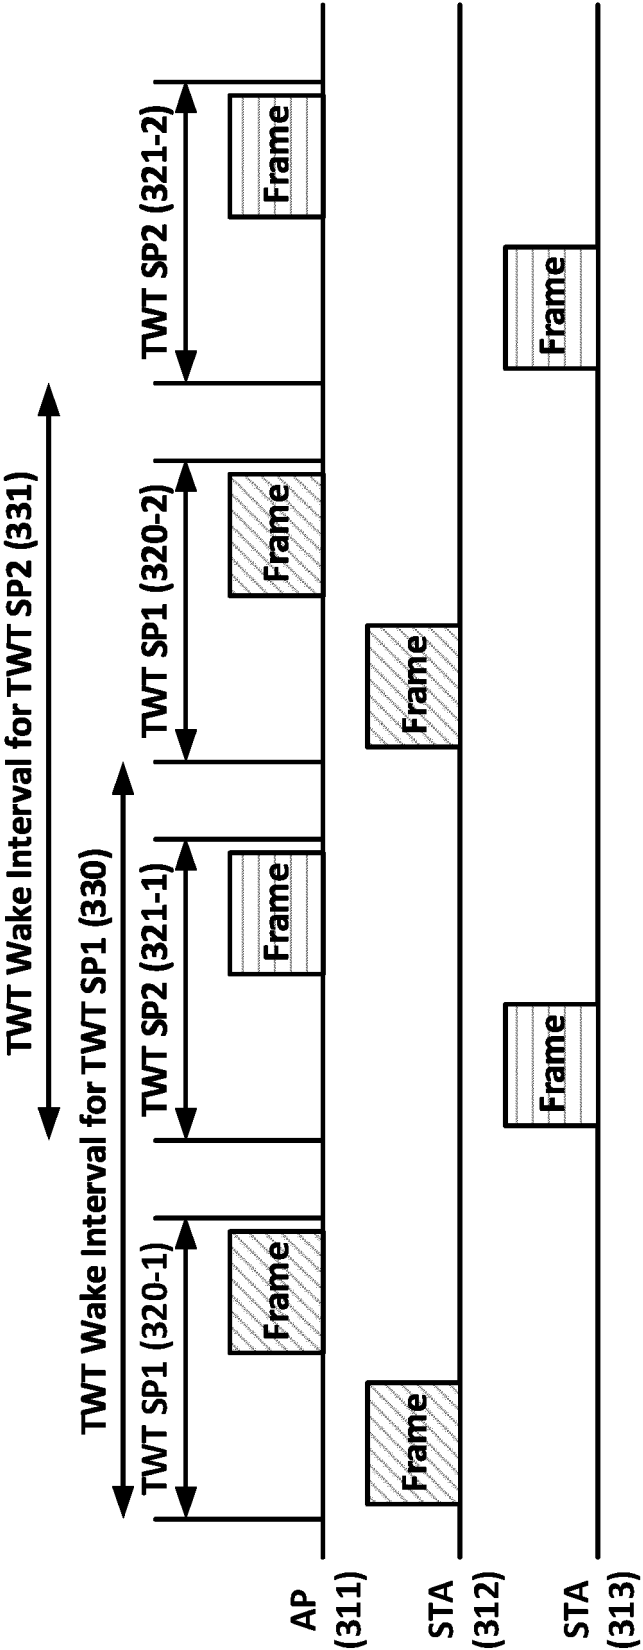 TWT Wake Interval for TWT SP2 (331)
TWT Wake Interval for TWT SP1 (330)
TWT SP1 (320-1)
TWT SP2 (321-1)
TWT SP1 (320-2)
TWT SP2 (321-2)
AP
(311)
Frame
Frame
Frame
Frame
STA
(312)
Frame
Frame
STA
(313)
Frame
Frame